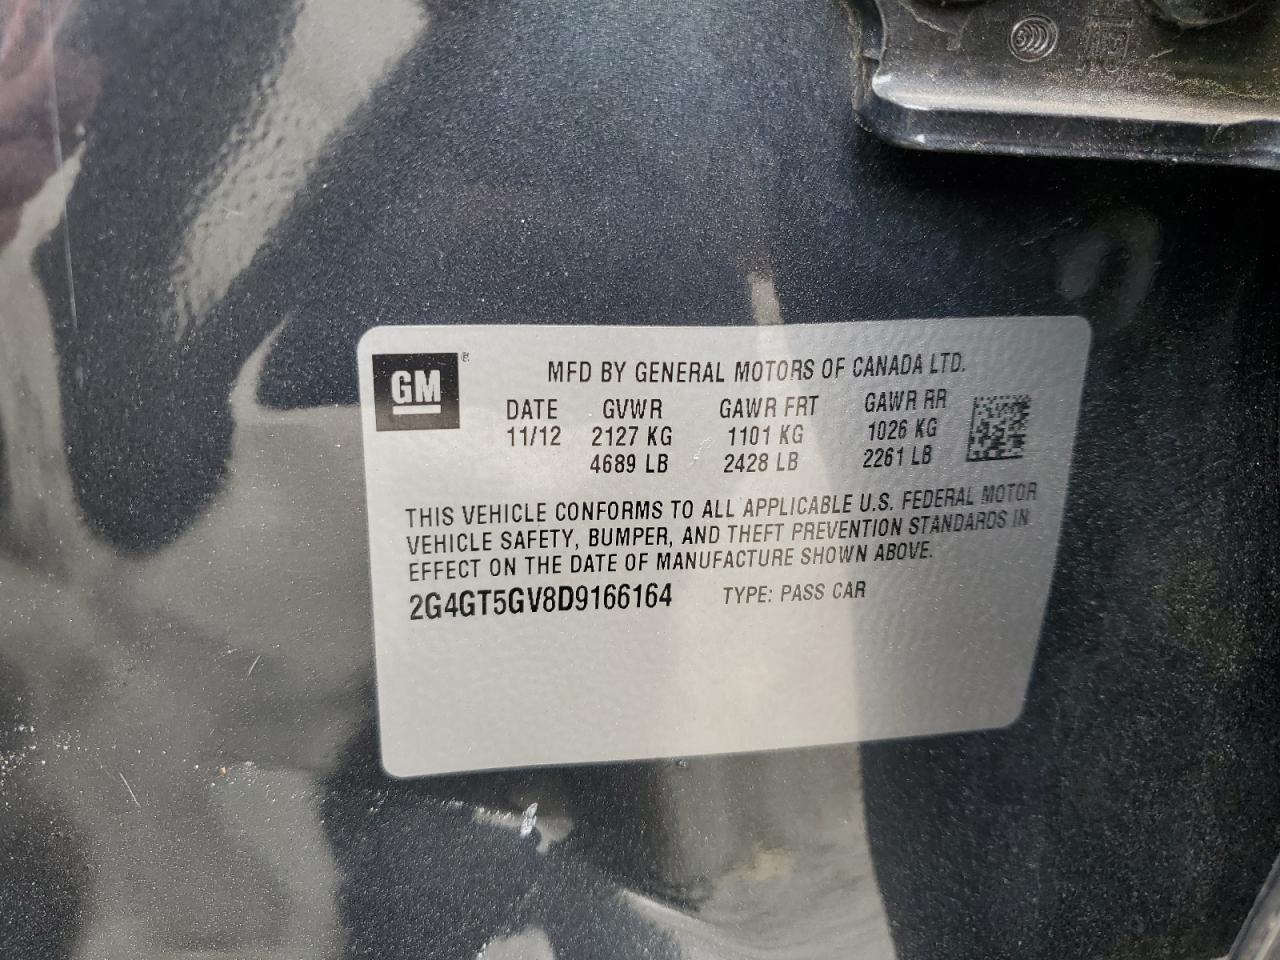 GM®
MFD BY GENERAL MOTORS OF CANADA LTD.
DATE GVWR GAWR FRT GAWR RR
11/12 2127 KG 1101 KG 1026 KG
4689 LB 2428 LB 2261 LB
THIS VEHICLE CONFORMS TO ALL APPLICABLE U.S. FEDERAL MOTOR
VEHICLE SAFETY, BUMPER, AND THEFT PREVENTION STANDARDS IN
EFFECT ON THE DATE OF MANUFACTURE SHOWN ABOVE.
2G4GT5GV8D9166164 TYPE: PASS CAR